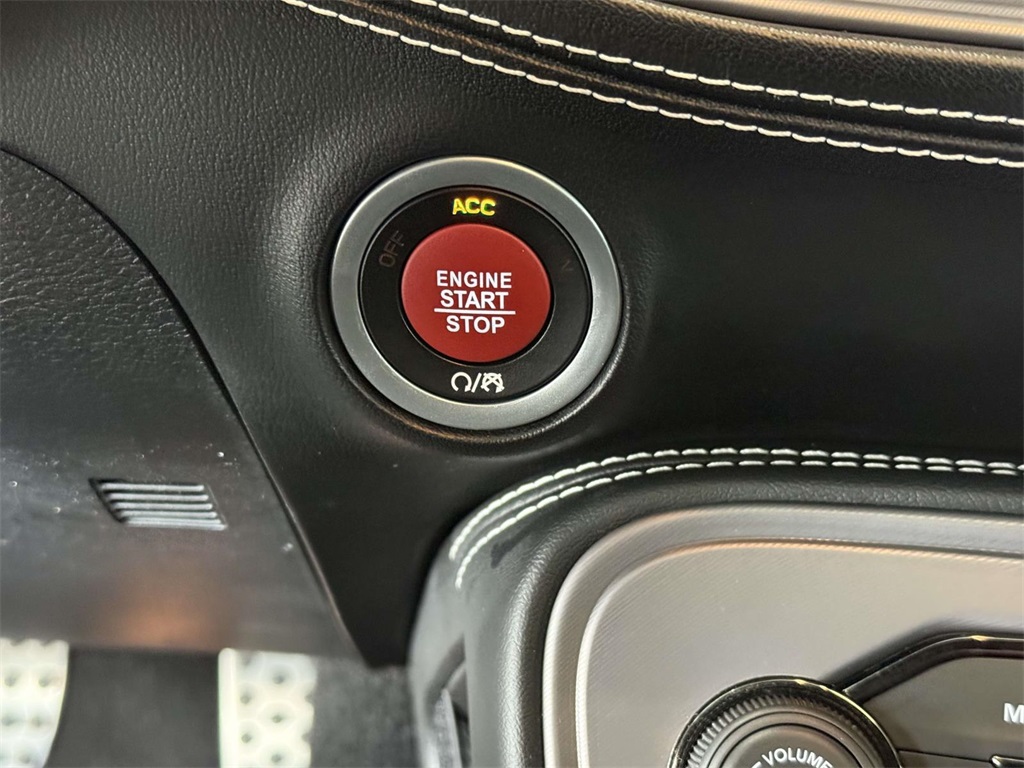 ACC
OFF
ENGINE
START
STOP
VOLUME
M